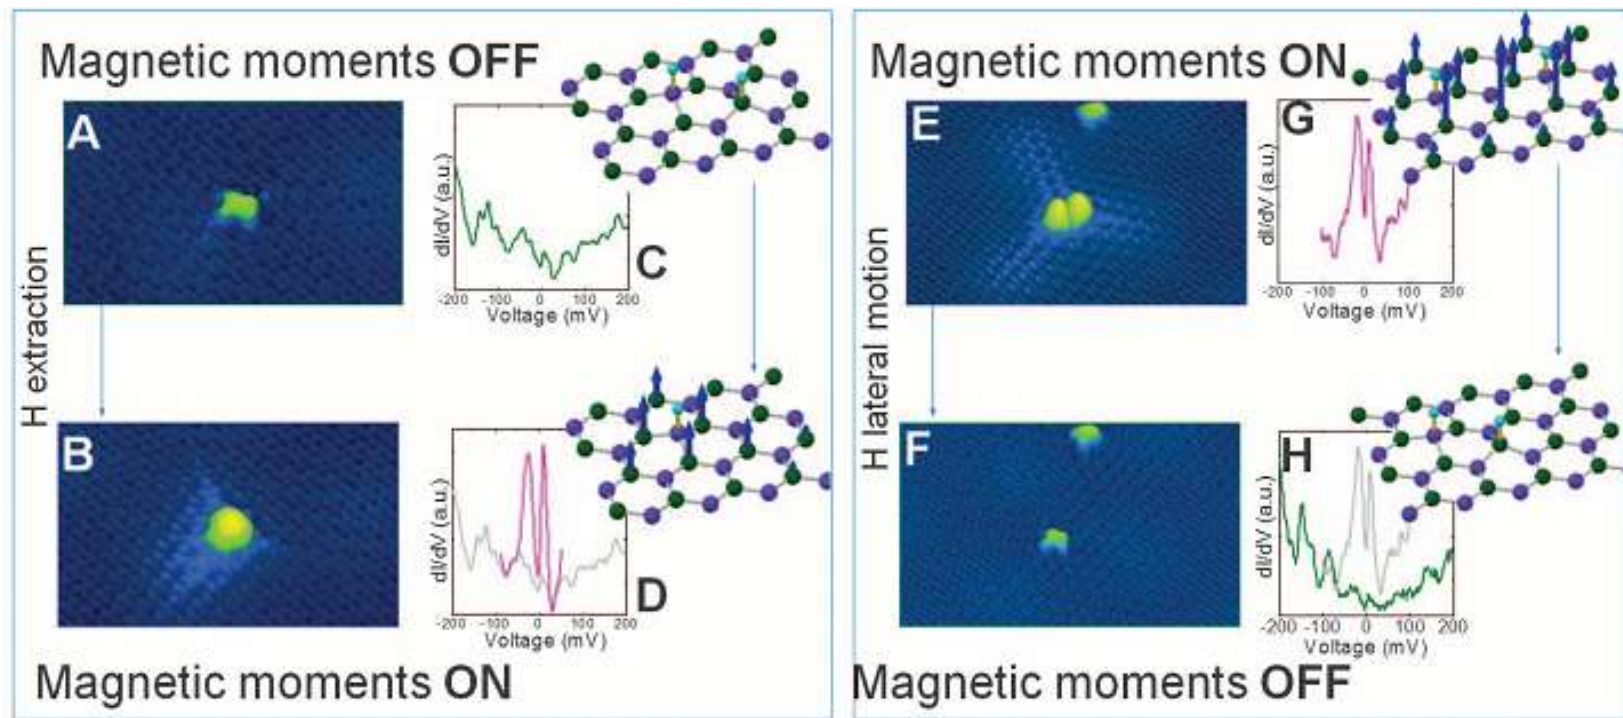 Magnetic moments OFF
A
dI/dV (a.u.)
C
-200 -100 0 100 200
Voltage (mV)
H extraction
B
dI/dV (a.u.)
D
-200 -100 0 100 200
Voltage (mV)
Magnetic moments ON
Magnetic moments ON
E
dI/dV (a.u.)
G
-200 -100 0 100 200
Voltage (mV)
H lateral motion
F
dI/dV (a.u.)
H
-200 -100 0 100 200
Voltage (mV)
Magnetic moments OFF